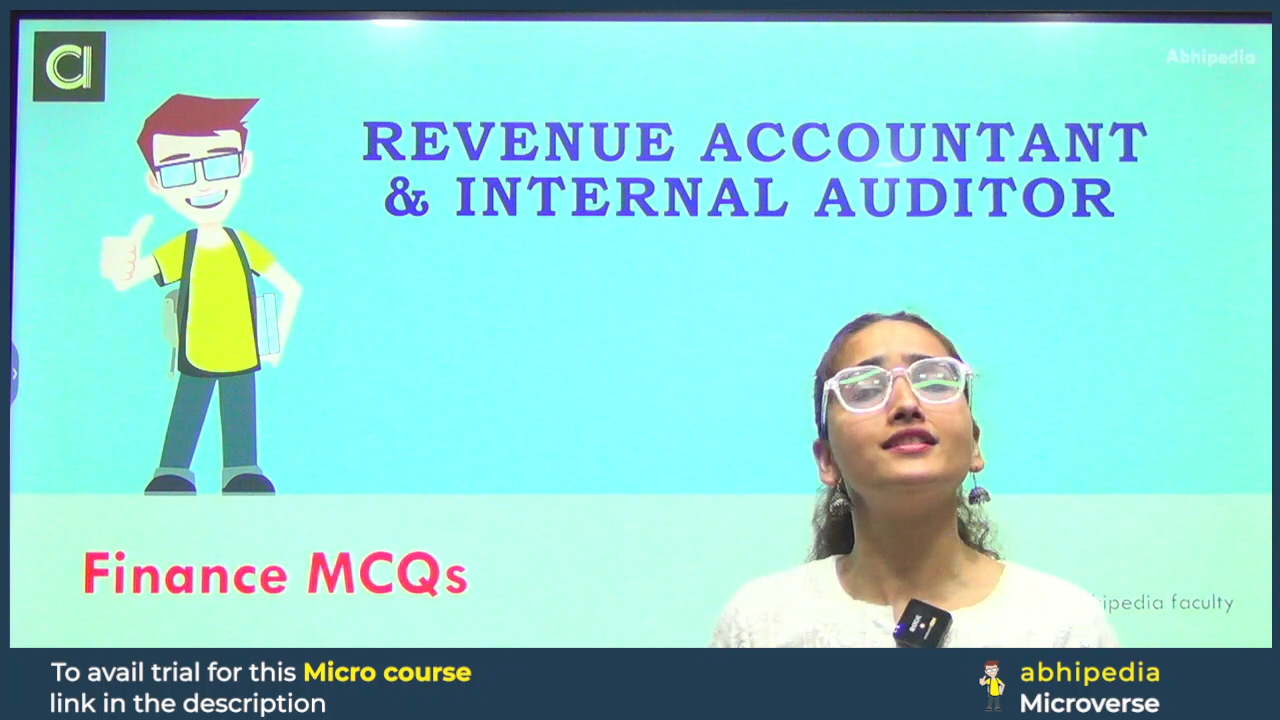 Abhipedia
REVENUE ACCOUNTANT
& INTERNAL AUDITOR
Finance MCQs
faculty
To avail trial for this Micro course
link in the description
abhipedia
Microverse